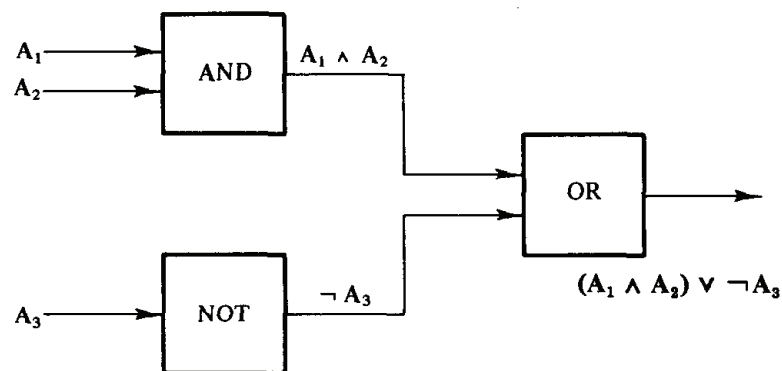 A₁
A₂
AND
A₁ ∧ A₂
OR
(A₁ ∧ A₂) ∨ ¬ A₃
A₃
NOT
¬ A₃